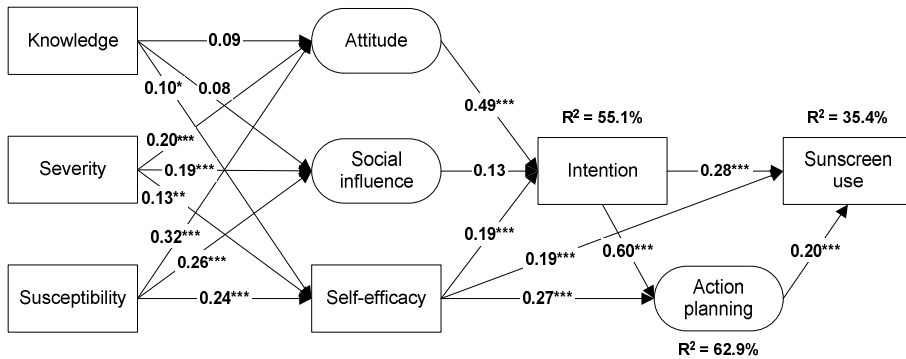 Knowledge
0.09
Attitude
0.10*
0.08
0.49***
R² = 55.1%
R² = 35.4%
0.20***
Severity
0.19***
Social
influence
0.13
Intention
0.28***
Sunscreen
use
0.13**
0.32***
0.19***
0.26***
0.19***
0.60***
0.20***
Susceptibility
0.24***
Self-efficacy
0.27***
Action
planning
R² = 62.9%